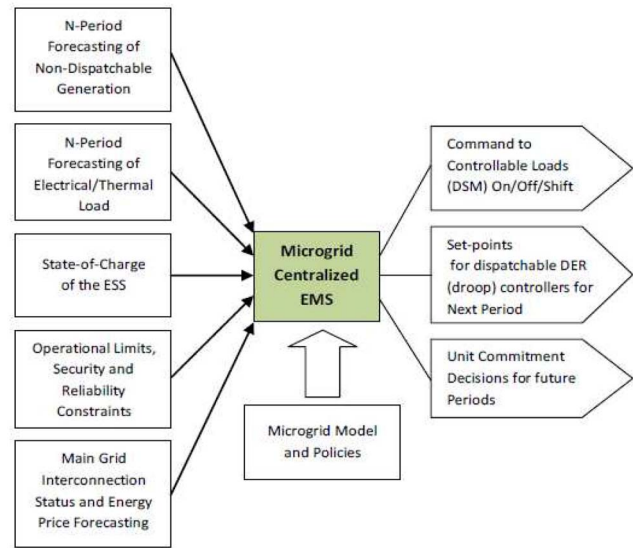 N-Period
Forecasting of
Non-Dispatchable
Generation
N-Period
Forecasting of
Electrical/Thermal
Load
State-of-Charge
of the ESS
Operational Limits,
Security and
Reliability
Constraints
Main Grid
Interconnection
Status and Energy
Price Forecasting
Microgrid
Centralized
EMS
Microgrid Model
and Policies
Command to
Controllable Loads
(DSM) On/Off/Shift
Set-points
for dispatchable DER
(droop) controllers for
Next Period
Unit Commitment
Decisions for future
Periods